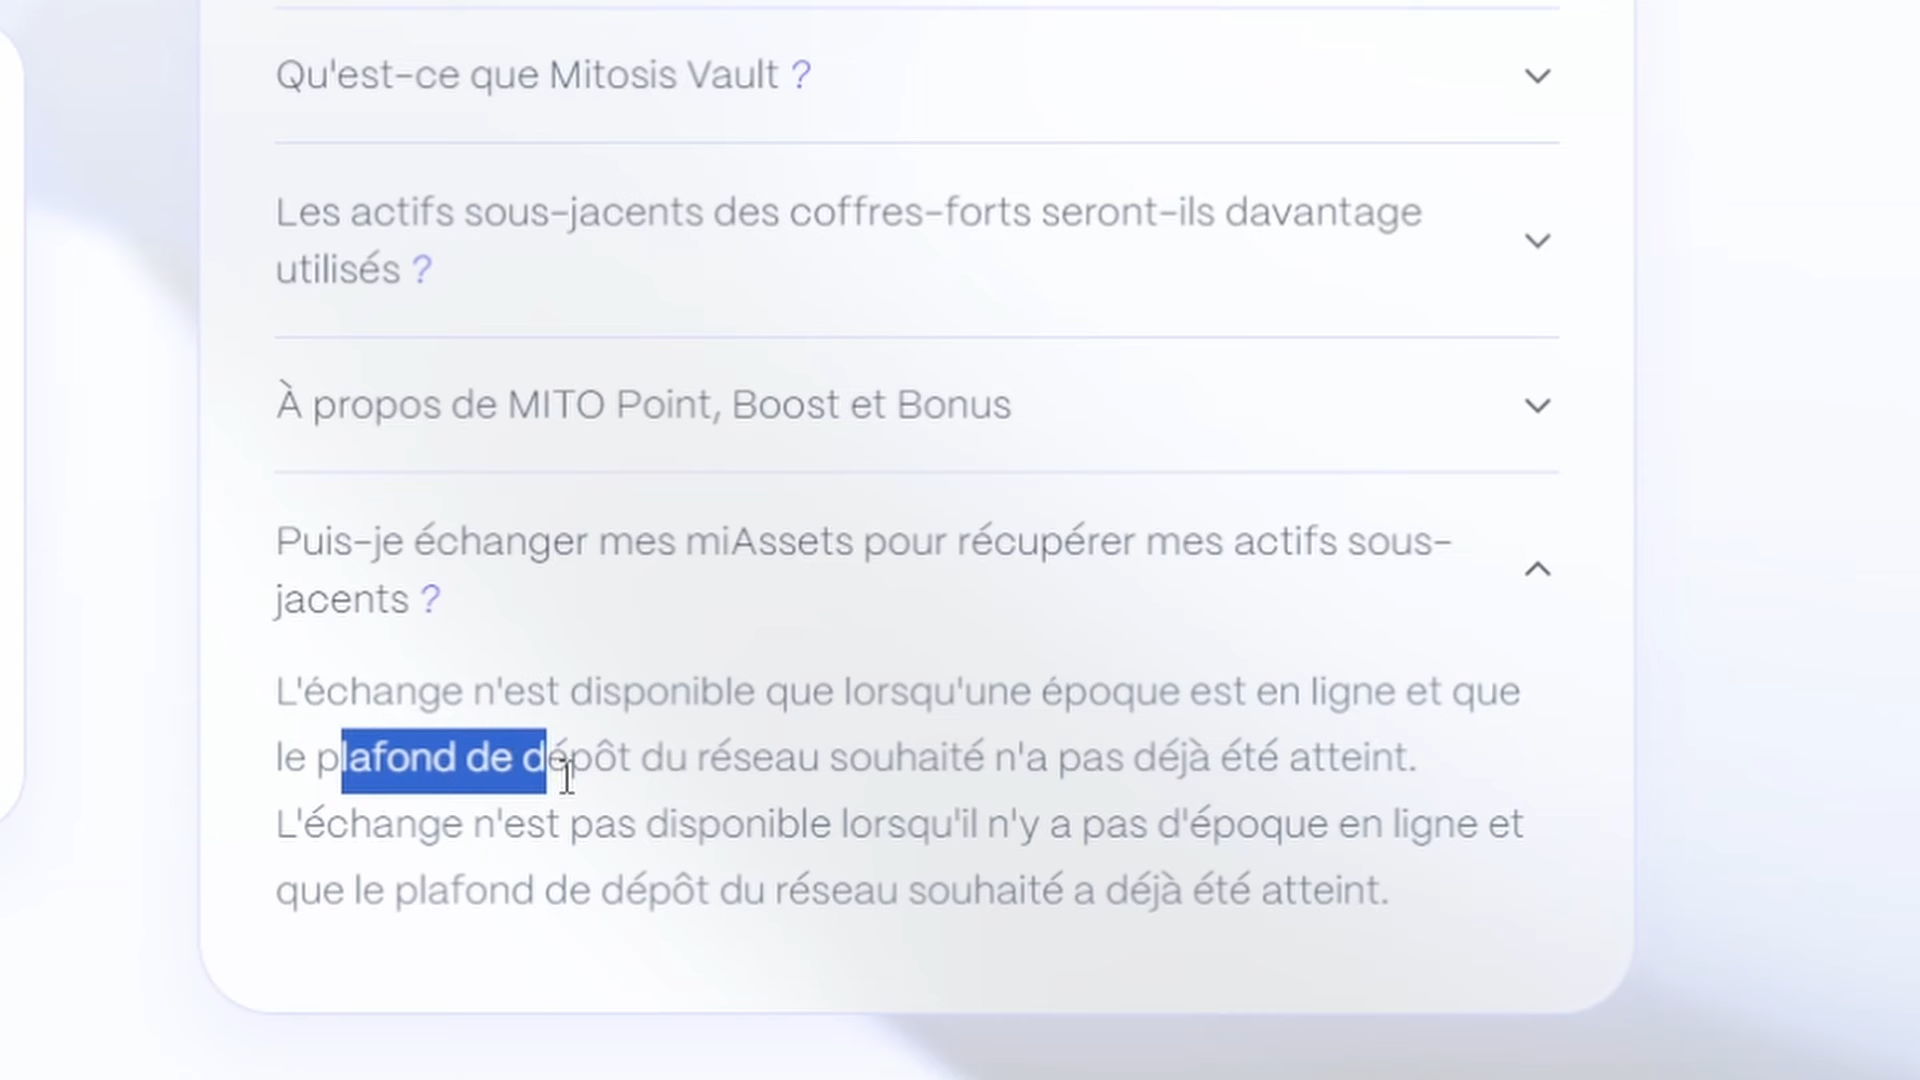 Qu'est-ce que Mitosis Vault ?
Les actifs sous-jacents des coffres-forts seront-ils davantage
utilisés ?
À propos de MITO Point, Boost et Bonus
Puis-je échanger mes miAssets pour récupérer mes actifs sous-
jacents ?
L'échange n'est disponible que lorsqu'une époque est en ligne et que
le plafond de dépôt du réseau souhaité n'a pas déjà été atteint.
L'échange n'est pas disponible lorsqu'il n'y a pas d'époque en ligne et
que le plafond de dépôt du réseau souhaité a déjà été atteint.